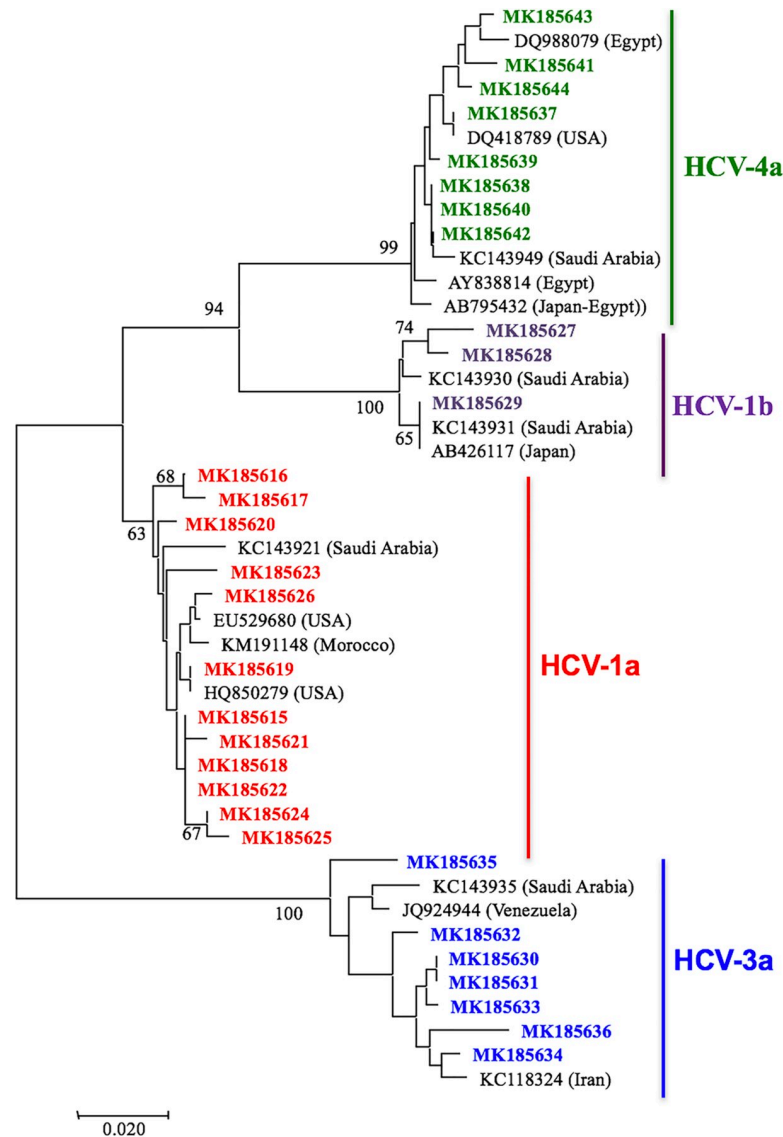 MK185643
DQ988079 (Egypt)
MK185641
MK185644
MK185637
DQ418789 (USA)
MK185639
HCV-4a
MK185638
MK185640
MK185642
99
KC143949 (Saudi Arabia)
AY838814 (Egypt)
AB795432 (Japan-Egypt))
94
74
MK185627
MK185628
KC143930 (Saudi Arabia)
100
MK185629
HCV-1b
KC143931 (Saudi Arabia)
65
AB426117 (Japan)
68
MK185616
MK185617
MK185620
63
KC143921 (Saudi Arabia)
MK185623
MK185626
EU529680 (USA)
KM191148 (Morocco)
MK185619
HCV-1a
HQ850279 (USA)
MK185615
MK185621
MK185618
MK185622
MK185624
67
MK185625
MK185635
KC143935 (Saudi Arabia)
100
JQ924944 (Venezuela)
MK185632
MK185630
HCV-3a
MK185631
MK185633
MK185636
MK185634
KC118324 (Iran)
0.020